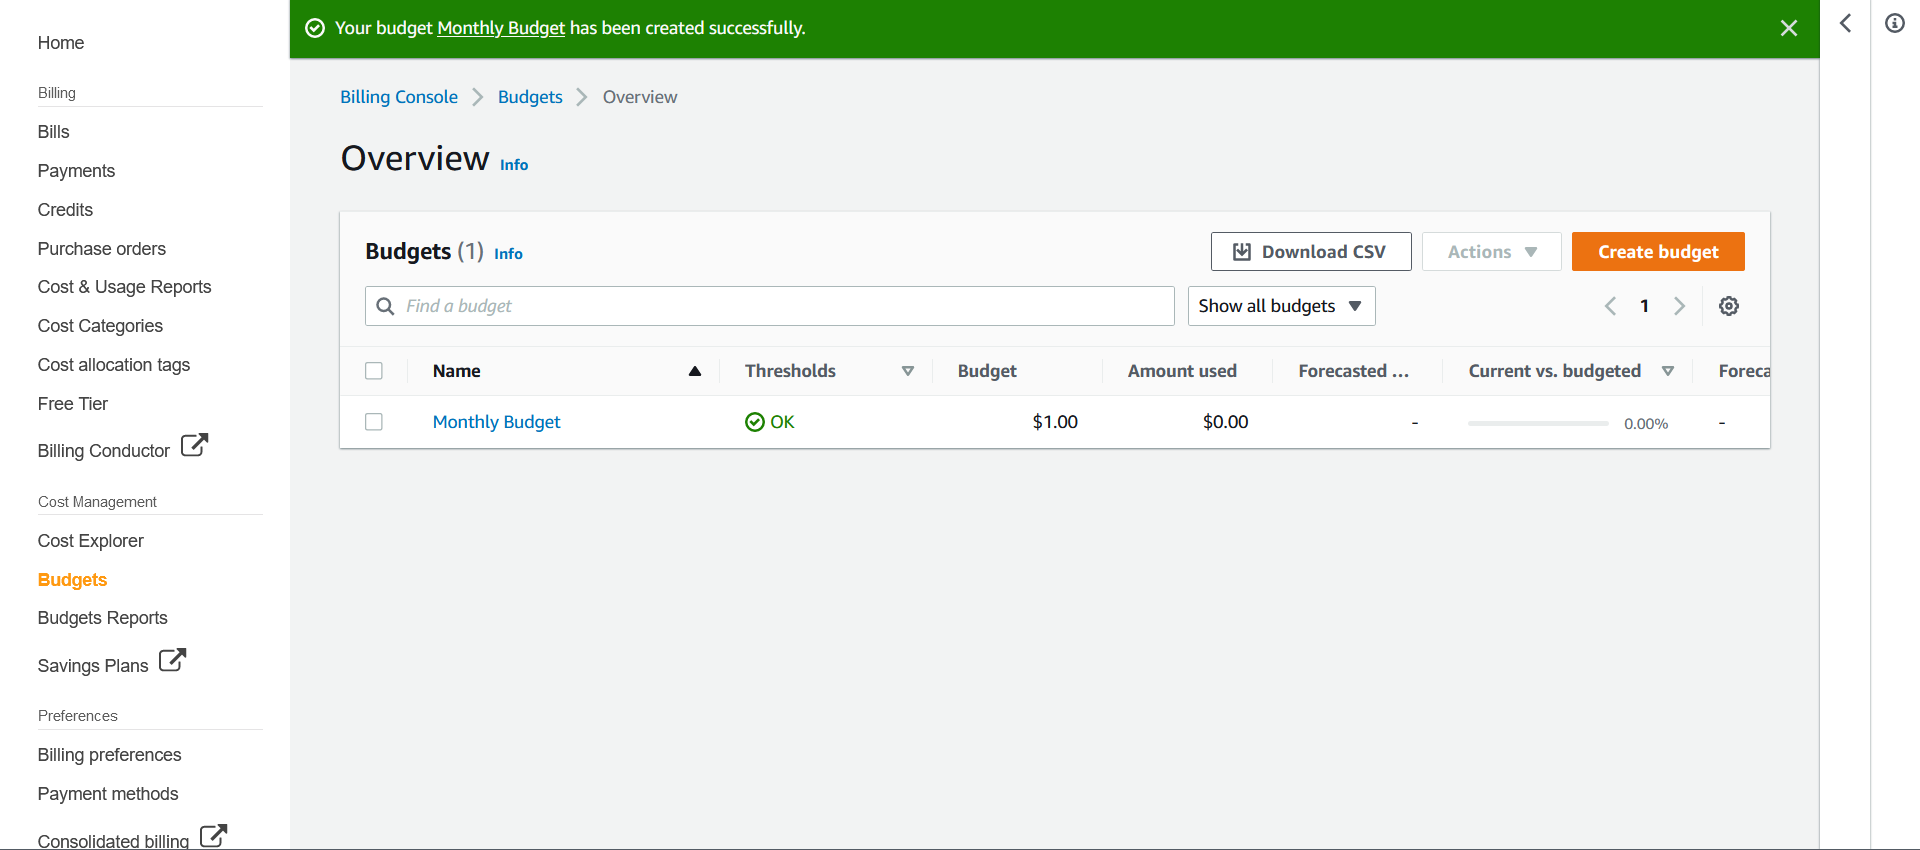 Home
Billing
Bills
Payments
Credits
Purchase orders
Cost & Usage Reports
Cost Categories
Cost allocation tags
Free Tier
Billing Conductor
Cost Management
Cost Explorer
Budgets
Budgets Reports
Savings Plans
Preferences
Billing preferences
Payment methods
Consolidated billing
Your budget Monthly Budget has been created successfully.
Billing Console Budgets Overview
Overview Info
Budgets (1) Info Download CSV Actions Create budget
Find a budget Show all budgets 1
Name Thresholds Budget Amount used Forecasted ... Current vs. budgeted Foreca
Monthly Budget OK $1.00 $0.00 - 0.00% -